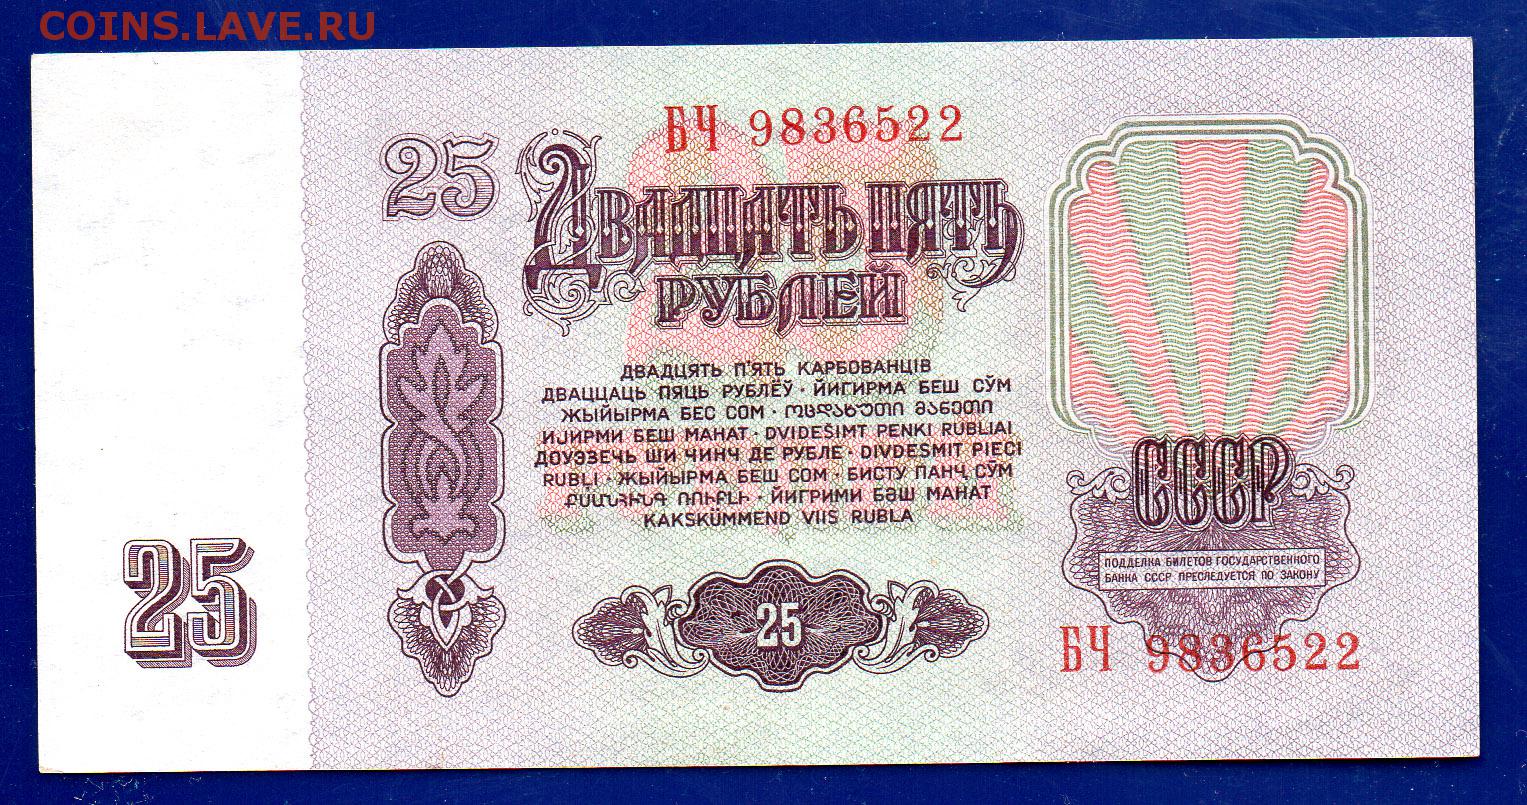 COINS.LAVE.RU
БЧ 9836522
25
ДВАДЦАТЬ ПЯТЬ
РУБЛЕЙ
ДВАДЦЯТЬ П'ЯТЬ КАРБОВАНЦІВ
ДВАЦЦАЦЬ ПЯЦЬ РУБЛЁЎ · ЙИГИРМА БЕШ СЎМ
ЖЫЙЫРМА БЕС СОМ · ოცდახუთი მანეთი
ИЈИРМИ БЕШ МАНАТ · DVIDEŠIMT PENKI RUBLIAI
ДОУЭЗЕЧЬ ШИ ЧИНЧ ДЕ РУБЛЕ · DIVDESMIT PIECI
RUBĻI · ЖЫЙЫРМА БЕШ СОМ · БИСТУ ПАНҶ СӮМ
ՔՍԱՆՀԻՆԳ ՌՈՒԲԼԻ · ЙИГРИМИ БӘШ МАНАТ
KAKSKÜMMEND VIIS RUBLA
СССР
ПОДДЕЛКА БИЛЕТОВ ГОСУДАРСТВЕННОГО
БАНКА СССР ПРЕСЛЕДУЕТСЯ ПО ЗАКОНУ
25
25
БЧ 9836522